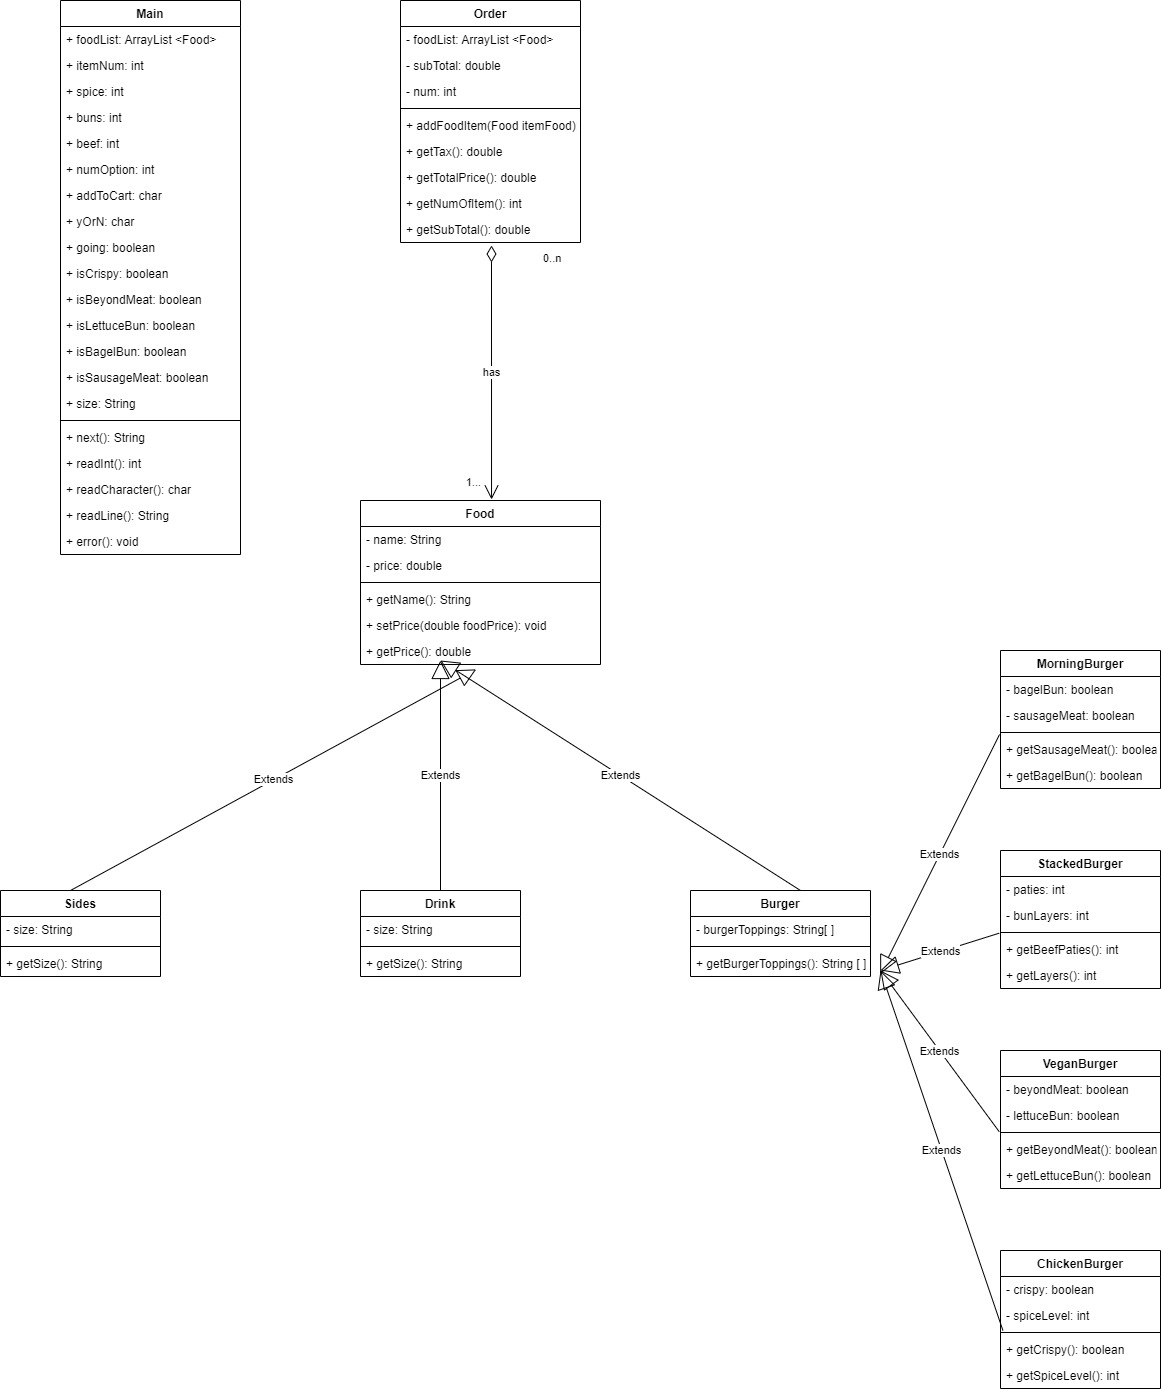 Main
+ foodList: ArrayList <Food>
+ itemNum: int
+ spice: int
+ buns: int
+ beef: int
+ numOption: int
+ addToCart: char
+ yOrN: char
+ going: boolean
+ isCrispy: boolean
+ isBeyondMeat: boolean
+ isLettuceBun: boolean
+ isBagelBun: boolean
+ isSausageMeat: boolean
+ size: String
+ next(): String
+ readInt(): int
+ readCharacter(): char
+ readLine(): String
+ error(): void
Order
- foodList: ArrayList <Food>
- subTotal: double
- num: int
+ addFoodItem(Food itemFood)
+ getTax(): double
+ getTotalPrice(): double
+ getNumOfItem(): int
+ getSubTotal(): double
0..n
has
1...
Food
- name: String
- price: double
+ getName(): String
+ setPrice(double foodPrice): void
+ getPrice(): double
Extends
Extends
Extends
Sides
- size: String
+ getSize(): String
Drink
- size: String
+ getSize(): String
Burger
- burgerToppings: String[ ]
+ getBurgerToppings(): String [ ]
Extends
Extends
Extends
Extends
MorningBurger
- bagelBun: boolean
- sausageMeat: boolean
+ getSausageMeat(): boolea
+ getBagelBun(): boolean
StackedBurger
- paties: int
- bunLayers: int
+ getBeefPaties(): int
+ getLayers(): int
VeganBurger
- beyondMeat: boolean
- lettuceBun: boolean
+ getBeyondMeat(): boolean
+ getLettuceBun(): boolean
ChickenBurger
- crispy: boolean
- spiceLevel: int
+ getCrispy(): boolean
+ getSpiceLevel(): int